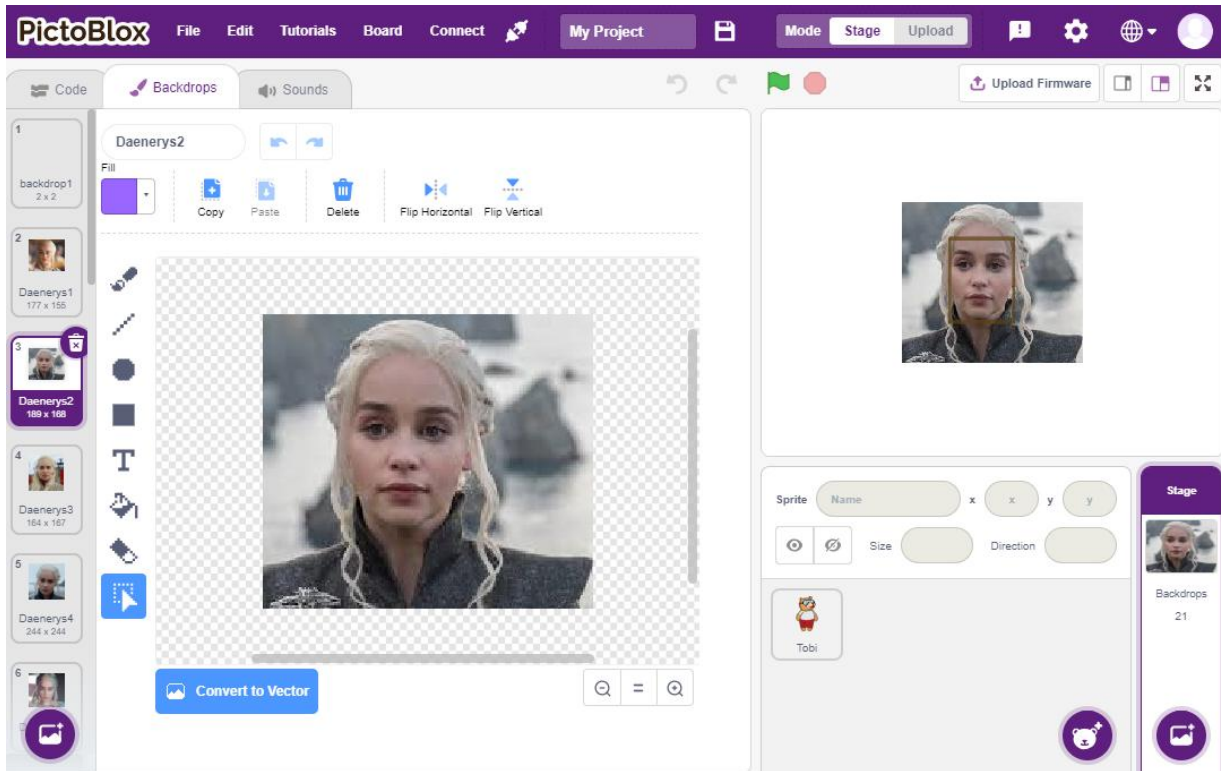 PictoBlox File Edit Tutorials Board Connect My Project Mode Stage Upload
Code Backdrops Sounds Upload Firmware
1
backdrop1
2 x 2
2
Daenerys1
177 x 155
3
Daenerys2
189 x 168
4
Daenerys3
164 x 167
5
Daenerys4
244 x 244
6
Daenerys2
Fill
Copy Paste Delete Flip Horizontal Flip Vertical
T
Convert to Vector
Sprite Name x x y y
Size Direction
Tobi
Stage
Backdrops
21